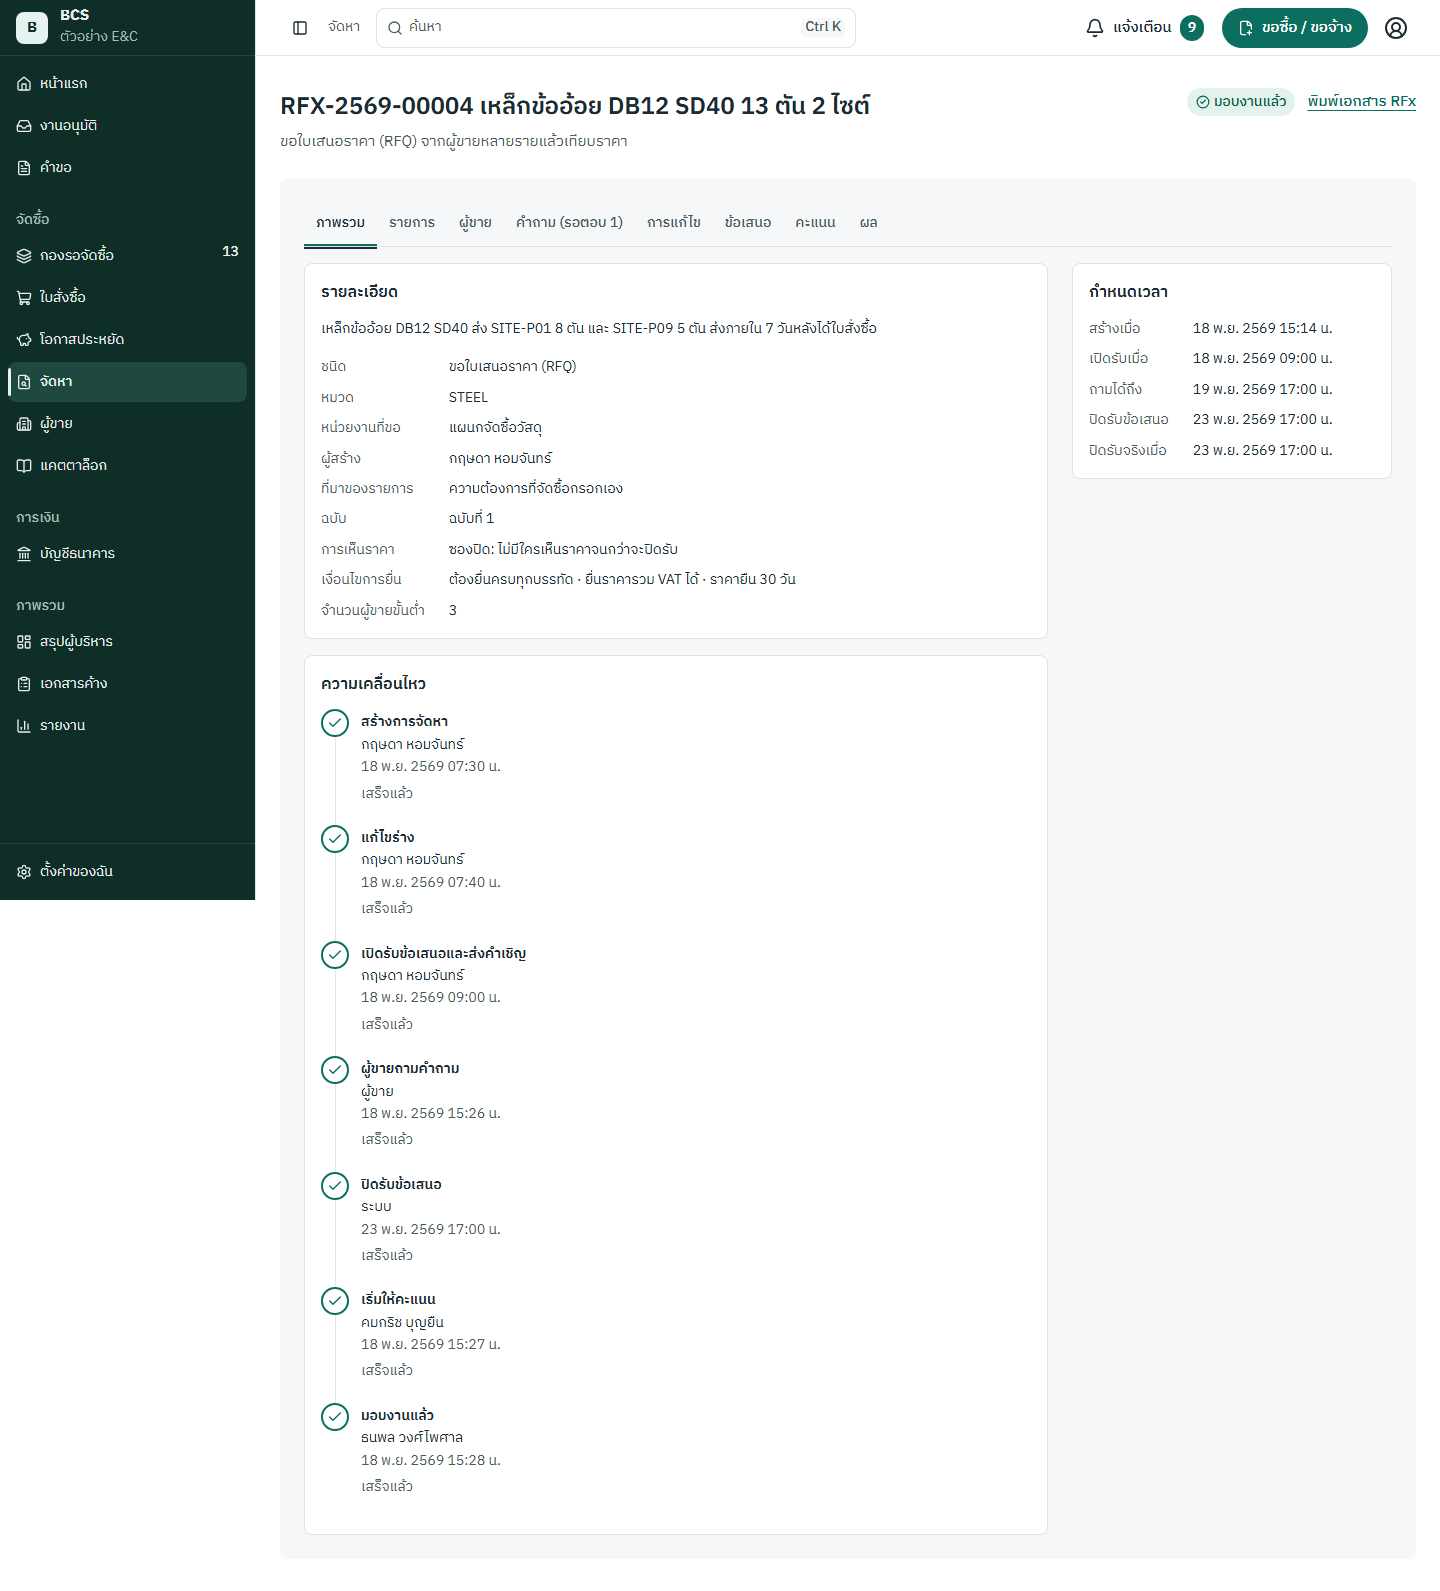 B
BCS
ตัวอย่าง E&C
หน้าแรก
งานอนุมัติ
คำขอ
จัดซื้อ
กองรอจัดซื้อ
13
ใบสั่งซื้อ
โอกาสประหยัด
จัดหา
ผู้ขาย
แคตตาล็อก
การเงิน
บัญชีธนาคาร
ภาพรวม
สรุปผู้บริหาร
เอกสารค้าง
รายงาน
ตั้งค่าของฉัน
จัดหา
ค้นหา
Ctrl K
แจ้งเตือน
9
ขอซื้อ / ขอจ้าง
RFX-2569-00004 เหล็กข้ออ้อย DB12 SD40 13 ตัน 2 ไซต์
ขอใบเสนอราคา (RFQ) จากผู้ขายหลายรายแล้วเทียบราคา
มอบงานแล้ว
พิมพ์เอกสาร RFx
ภาพรวม
รายการ
ผู้ขาย
คำถาม (รอตอบ 1)
การแก้ไข
ข้อเสนอ
คะแนน
ผล
รายละเอียด
เหล็กข้ออ้อย DB12 SD40 ส่ง SITE-P01 8 ตัน และ SITE-P09 5 ตัน ส่งภายใน 7 วันหลังได้ใบสั่งซื้อ
ชนิด ขอใบเสนอราคา (RFQ)
หมวด STEEL
หน่วยงานที่ขอ แผนกจัดซื้อวัสดุ
ผู้สร้าง กฤษดา หอมจันทร์
ที่มาของรายการ ความต้องการที่จัดซื้อกรอกเอง
ฉบับ ฉบับที่ 1
การเห็นราคา ซองปิด: ไม่มีใครเห็นราคาจนกว่าจะปิดรับ
เงื่อนไขการยื่น ต้องยื่นครบทุกบรรทัด · ยื่นราคารวม VAT ได้ · ราคายืน 30 วัน
จำนวนผู้ขายขั้นต่ำ 3
กำหนดเวลา
สร้างเมื่อ 18 พ.ย. 2569 15:14 น.
เปิดรับเมื่อ 18 พ.ย. 2569 09:00 น.
ถามได้ถึง 19 พ.ย. 2569 17:00 น.
ปิดรับข้อเสนอ 23 พ.ย. 2569 17:00 น.
ปิดรับจริงเมื่อ 23 พ.ย. 2569 17:00 น.
ความเคลื่อนไหว
สร้างการจัดหา
กฤษดา หอมจันทร์
18 พ.ย. 2569 07:30 น.
เสร็จแล้ว
แก้ไขร่าง
กฤษดา หอมจันทร์
18 พ.ย. 2569 07:40 น.
เสร็จแล้ว
เปิดรับข้อเสนอและส่งคำเชิญ
กฤษดา หอมจันทร์
18 พ.ย. 2569 09:00 น.
เสร็จแล้ว
ผู้ขายถามคำถาม
ผู้ขาย
18 พ.ย. 2569 15:26 น.
เสร็จแล้ว
ปิดรับข้อเสนอ
ระบบ
23 พ.ย. 2569 17:00 น.
เสร็จแล้ว
เริ่มให้คะแนน
คมกริช บุญยืน
18 พ.ย. 2569 15:27 น.
เสร็จแล้ว
มอบงานแล้ว
ธนพล วงศ์ไพศาล
18 พ.ย. 2569 15:28 น.
เสร็จแล้ว